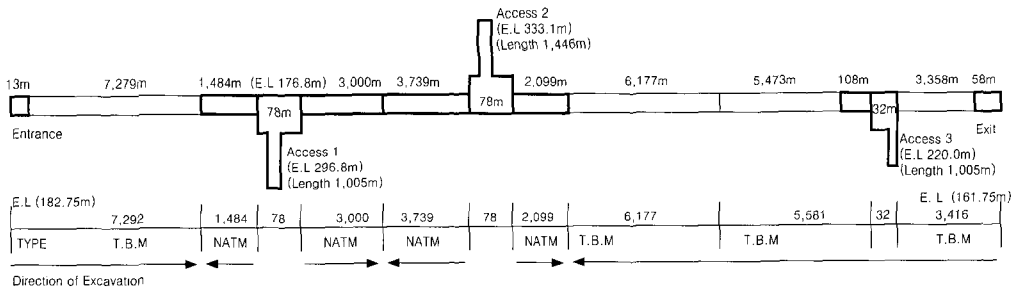 Access 2
(E.L 333.1m)
(Length 1,446m)
13m 7,279m 1,484m (E.L 176.8m) 3,000m 3,739m 2,099m 6,177m 5,473m 108m 3,358m 58m
78m 78m 32m
Entrance Exit
Access 1
(E.L 296.8m)
(Length 1,005m)
Access 3
(E.L 220.0m)
(Length 1,005m)
E.L (182.75m) E. L (161.75m)
7,292 1,484 78 3,000 3,739 78 2,099 6,177 5,581 32 3,416
TYPE T.B.M NATM NATM NATM NATM T.B.M T.B.M T.B.M
Direction of Excavation